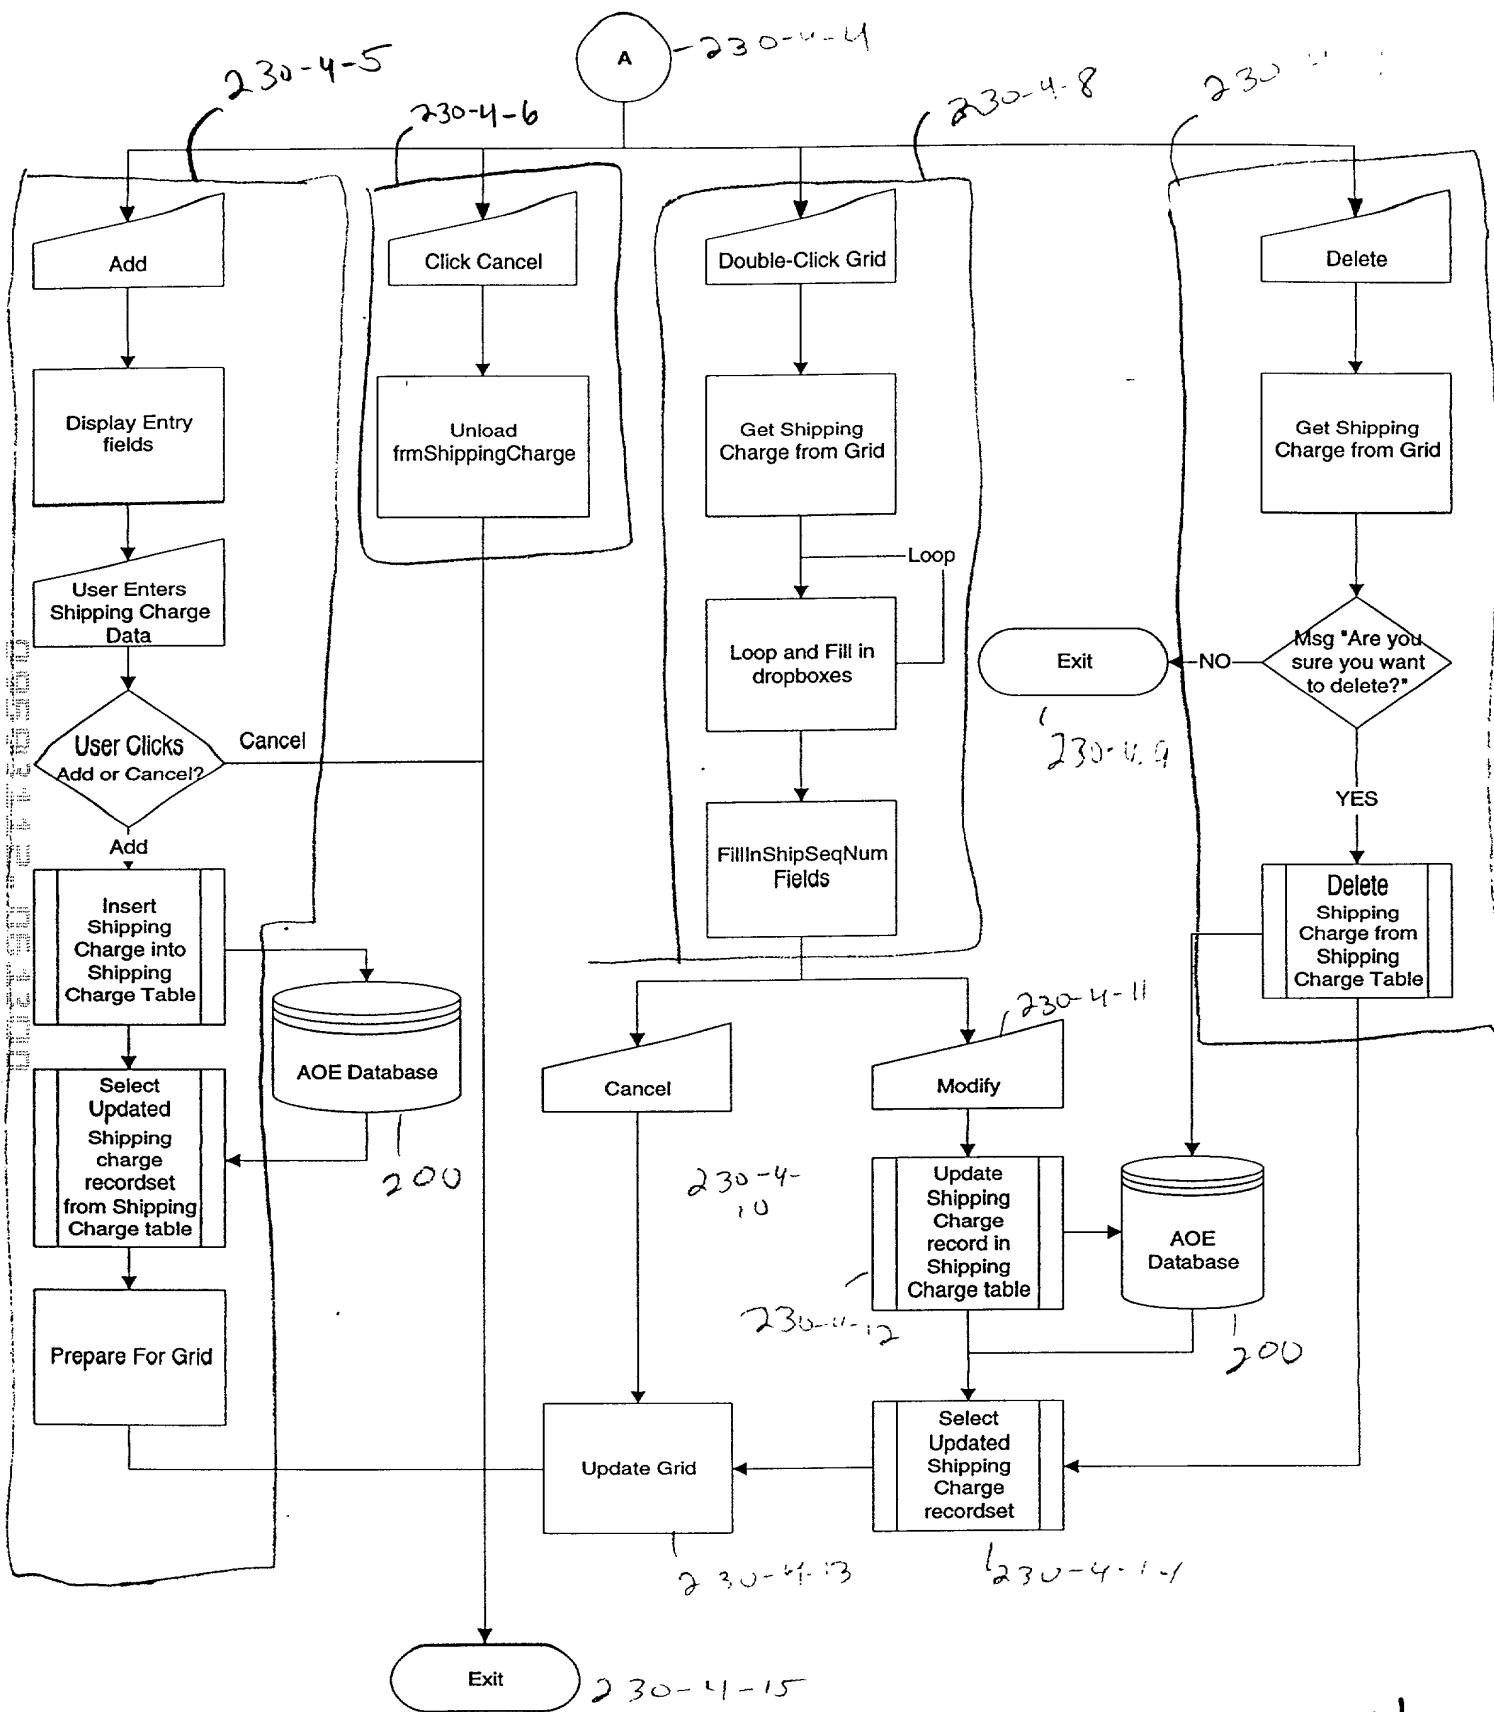 A
230-4-4
230-4-5
230-4-6
230-4-8
230
Add
Click Cancel
Double-Click Grid
Delete
Display Entry
fields
Unload
frmShippingCharge
Get Shipping
Charge from Grid
Get Shipping
Charge from Grid
User Enters
Shipping Charge
Data
Loop
Loop and Fill in
dropboxes
Exit
NO
Msg "Are you
sure you want
to delete?"
230-4-9
User Clicks
Add or Cancel?
Cancel
Add
YES
FillInShipSeqNum
Fields
Insert
Shipping
Charge into
Shipping
Charge Table
Delete
Shipping
Charge from
Shipping
Charge Table
AOE Database
200
Select
Updated
Shipping
charge
recordset
from Shipping
Charge table
Cancel
230-4-10
230-4-11
Modify
Update
Shipping
Charge
record in
Shipping
Charge table
230-4-12
AOE
Database
200
Prepare For Grid
Update Grid
230-4-13
Select
Updated
Shipping
Charge
recordset
230-4-14
Exit
230-4-15